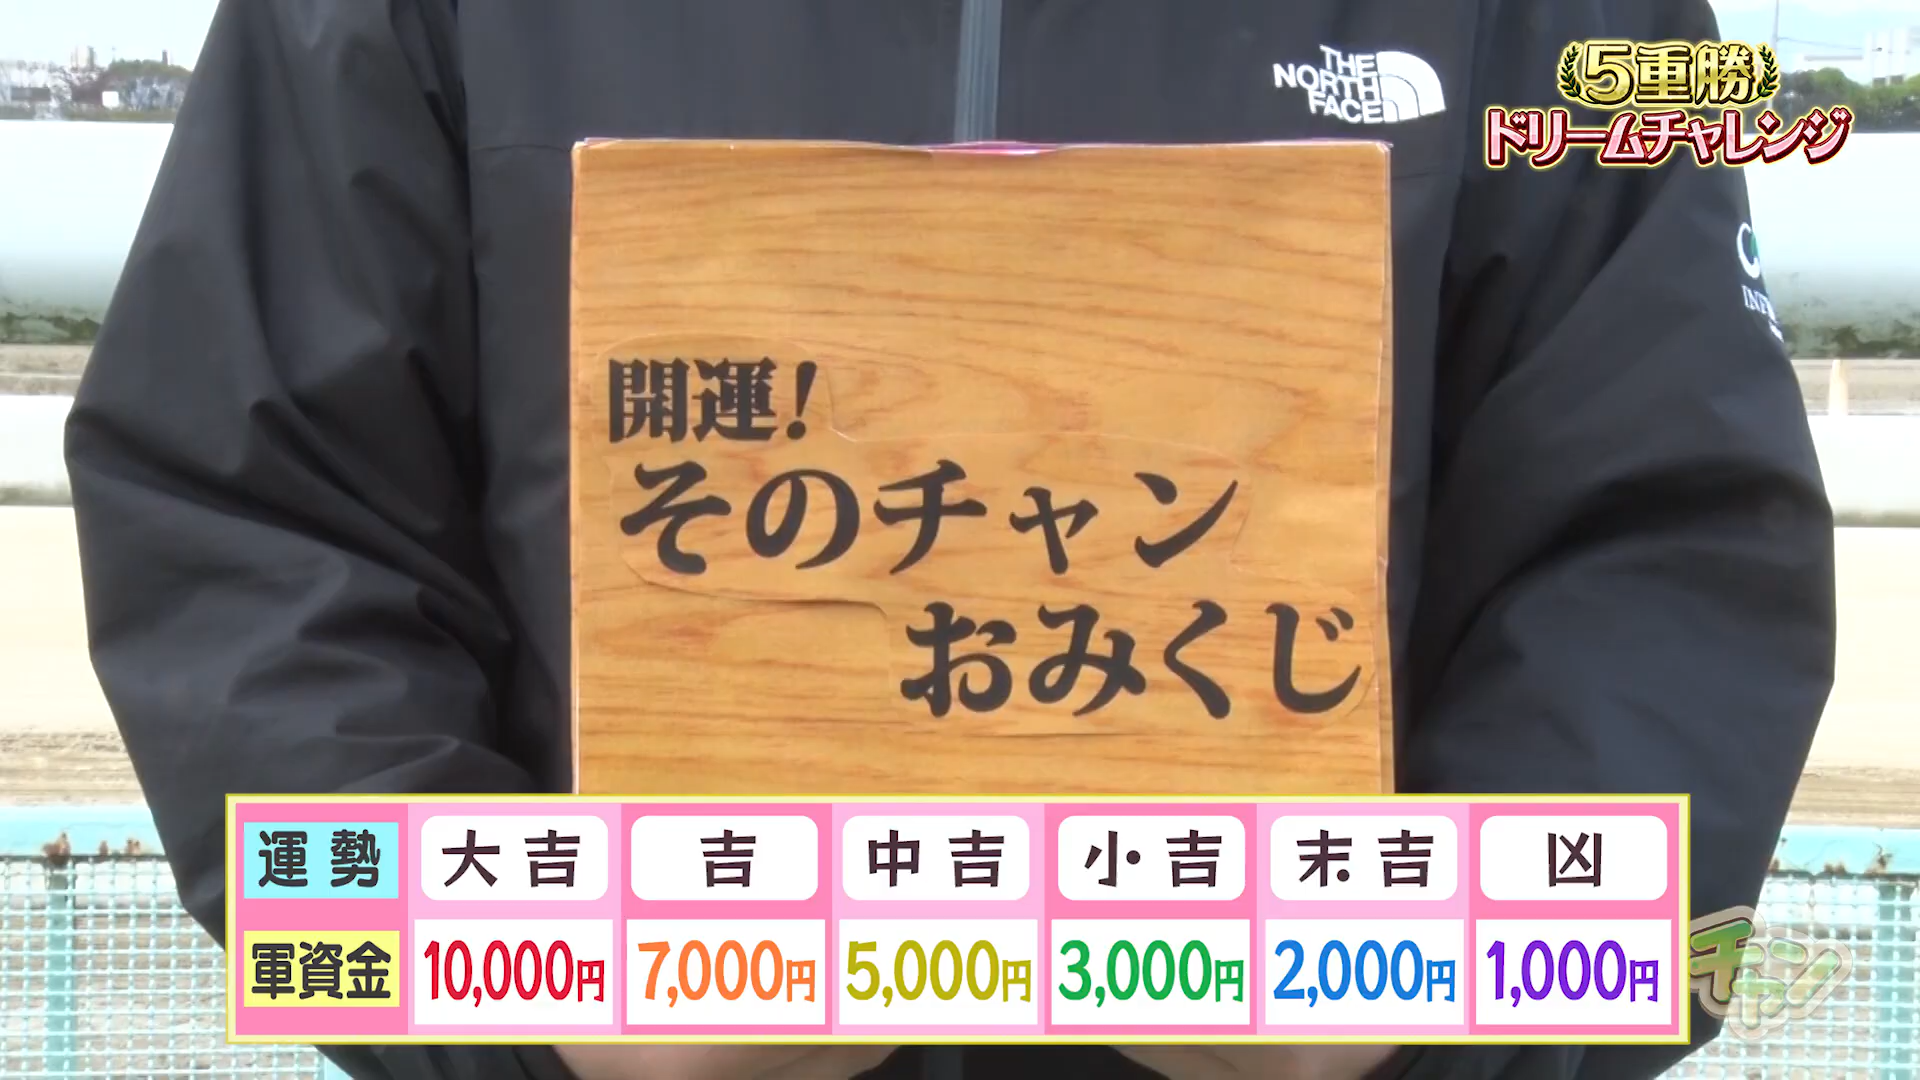 THE
NORTH
FACE
5重勝
ドリームチャレンジ
開運!
そのチャン
おみくじ
運勢 大吉 吉 中吉 小吉 末吉 凶
軍資金 10,000円 7,000円 5,000円 3,000円 2,000円 1,000円
チャン